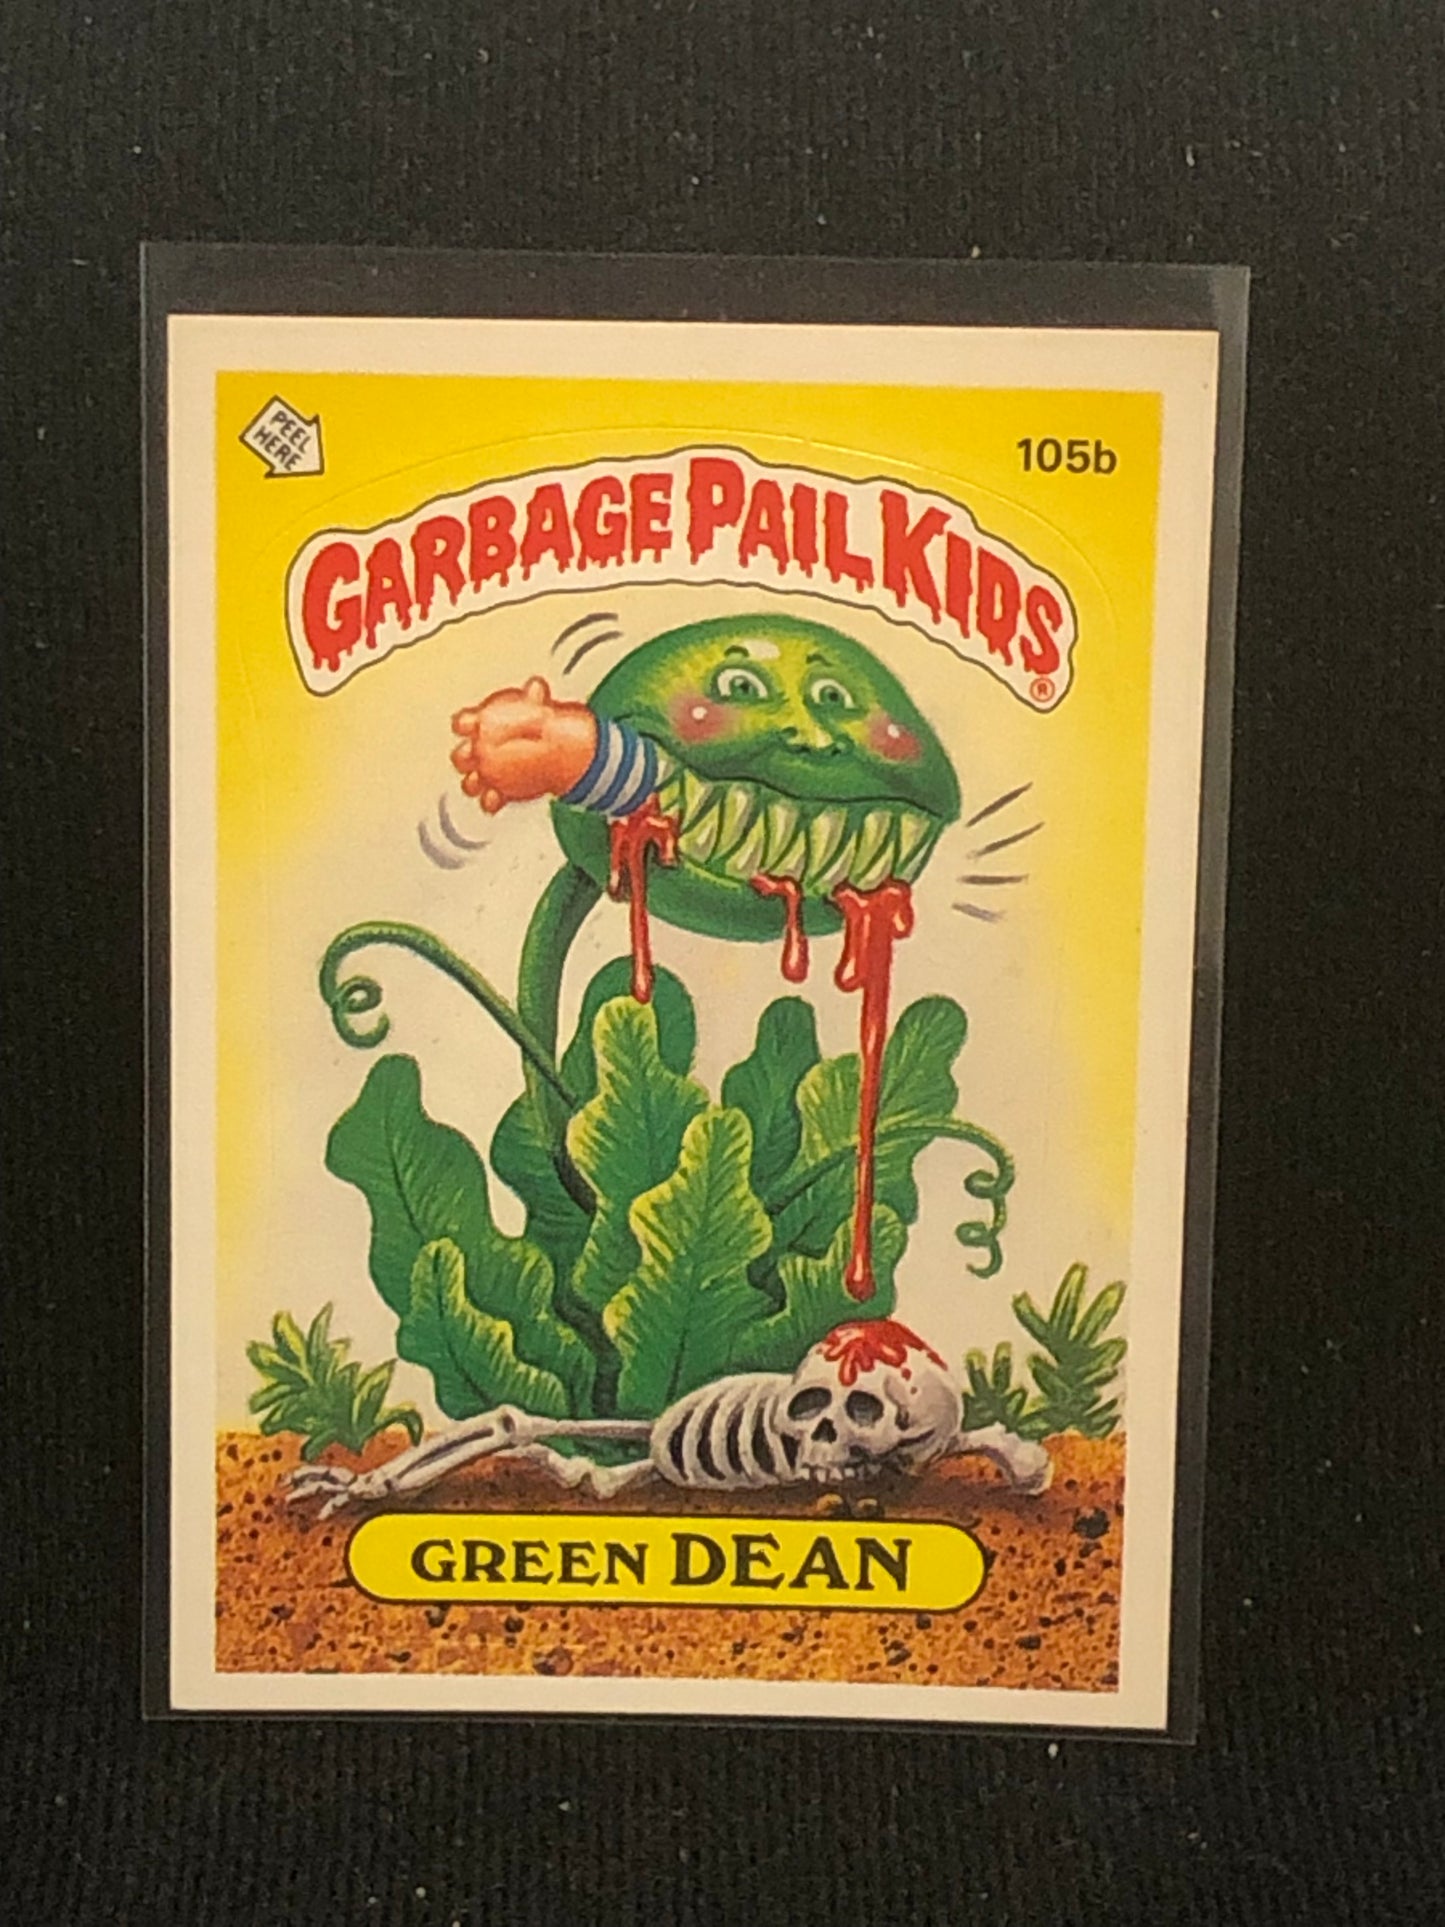 PEEL
HERE
105b
GARBAGE PAIL KIDS
®
GREEN DEAN